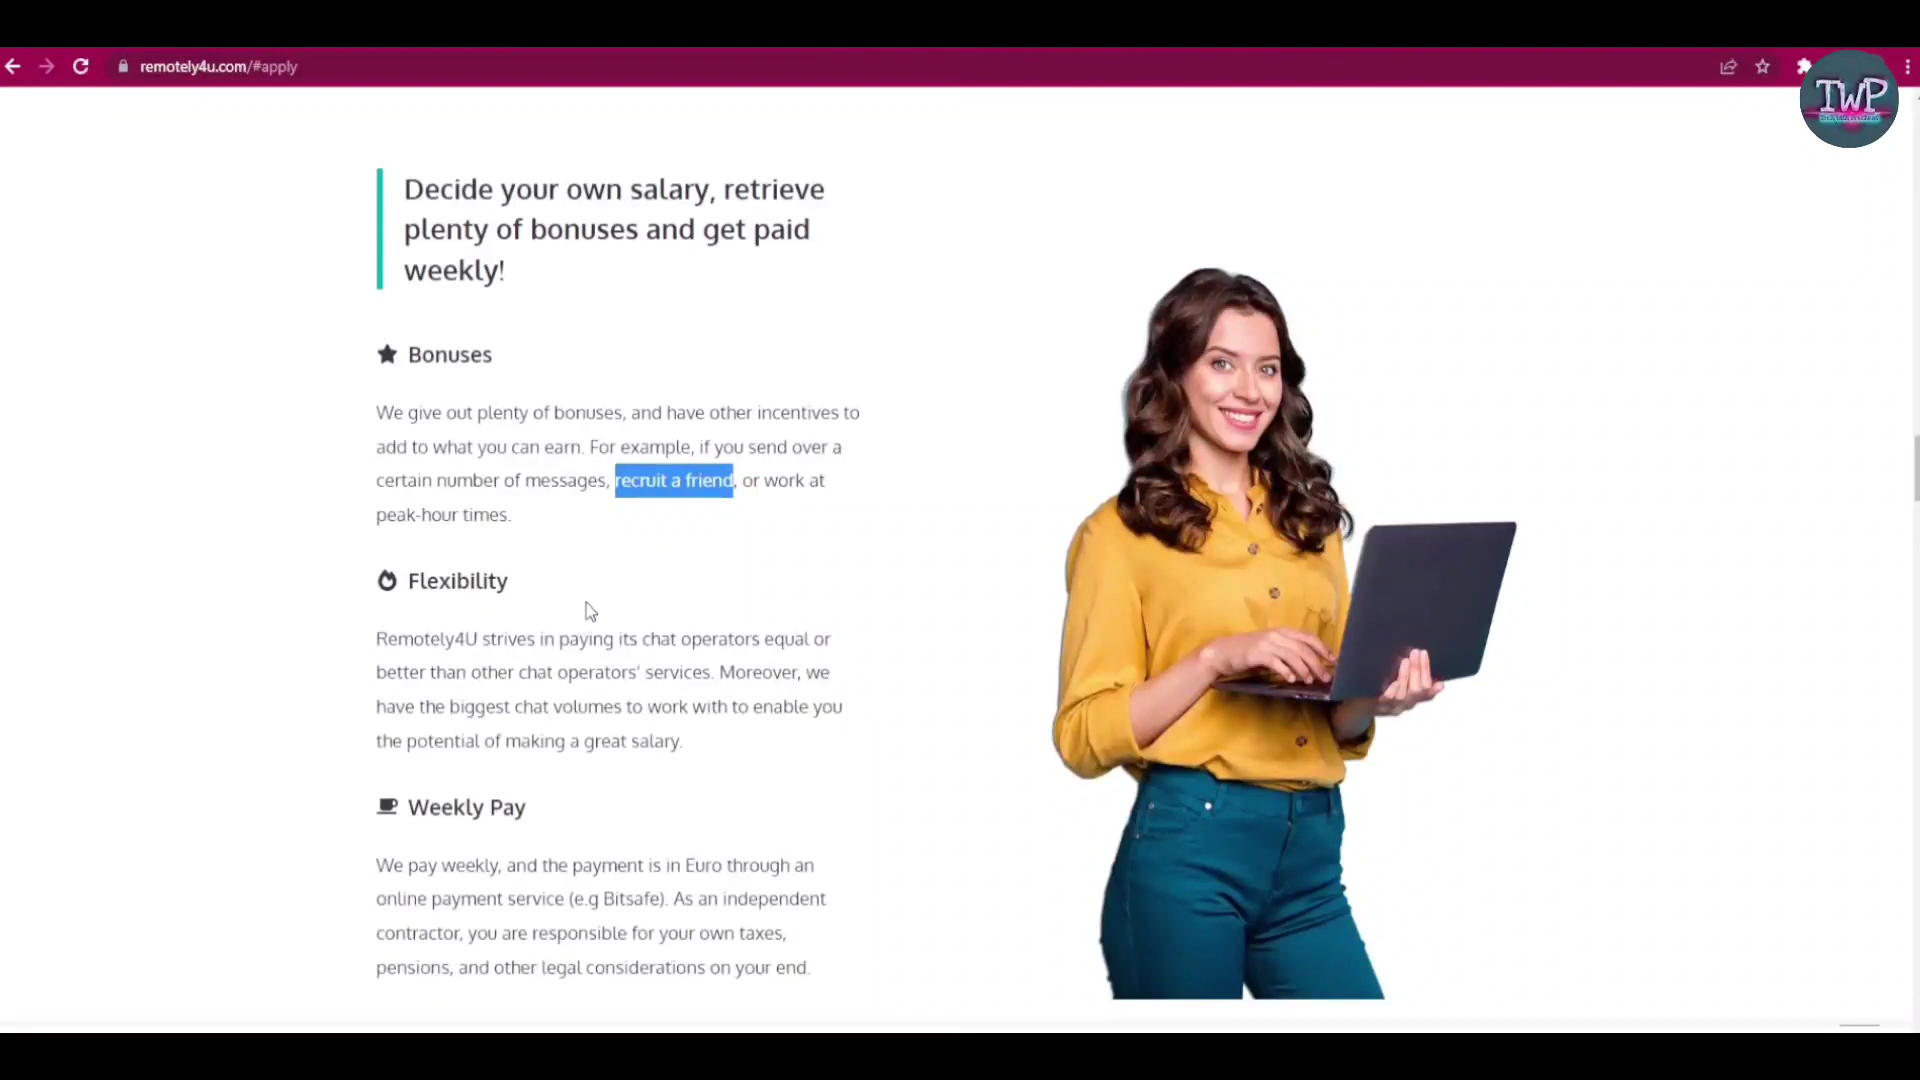 remotely4u.com/#apply
TWP
Decide your own salary, retrieve
plenty of bonuses and get paid
weekly!
Bonuses
We give out plenty of bonuses, and have other incentives to
add to what you can earn. For example, if you send over a
certain number of messages, recruit a friend, or work at
peak-hour times.
Flexibility
Remotely4U strives in paying its chat operators equal or
better than other chat operators' services. Moreover, we
have the biggest chat volumes to work with to enable you
the potential of making a great salary.
Weekly Pay
We pay weekly, and the payment is in Euro through an
online payment service (e.g Bitsafe). As an independent
contractor, you are responsible for your own taxes,
pensions, and other legal considerations on your end.